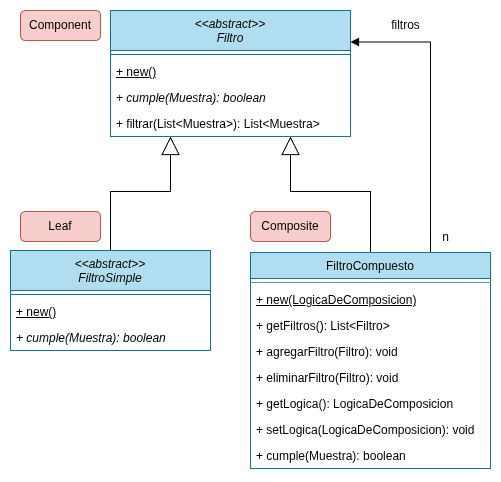 Component
<<abstract>>
Filtro
filtros
+ new()
+ cumple(Muestra): boolean
+ filtrar(List<Muestra>): List<Muestra>
Leaf
Composite
n
<<abstract>>
FiltroSimple
+ new()
+ cumple(Muestra): boolean
FiltroCompuesto
+ new(LogicaDeComposicion)
+ getFiltros(): List<Filtro>
+ agregarFiltro(Filtro): void
+ eliminarFiltro(Filtro): void
+ getLogica(): LogicaDeComposicion
+ setLogica(LogicaDeComposicion): void
+ cumple(Muestra): boolean